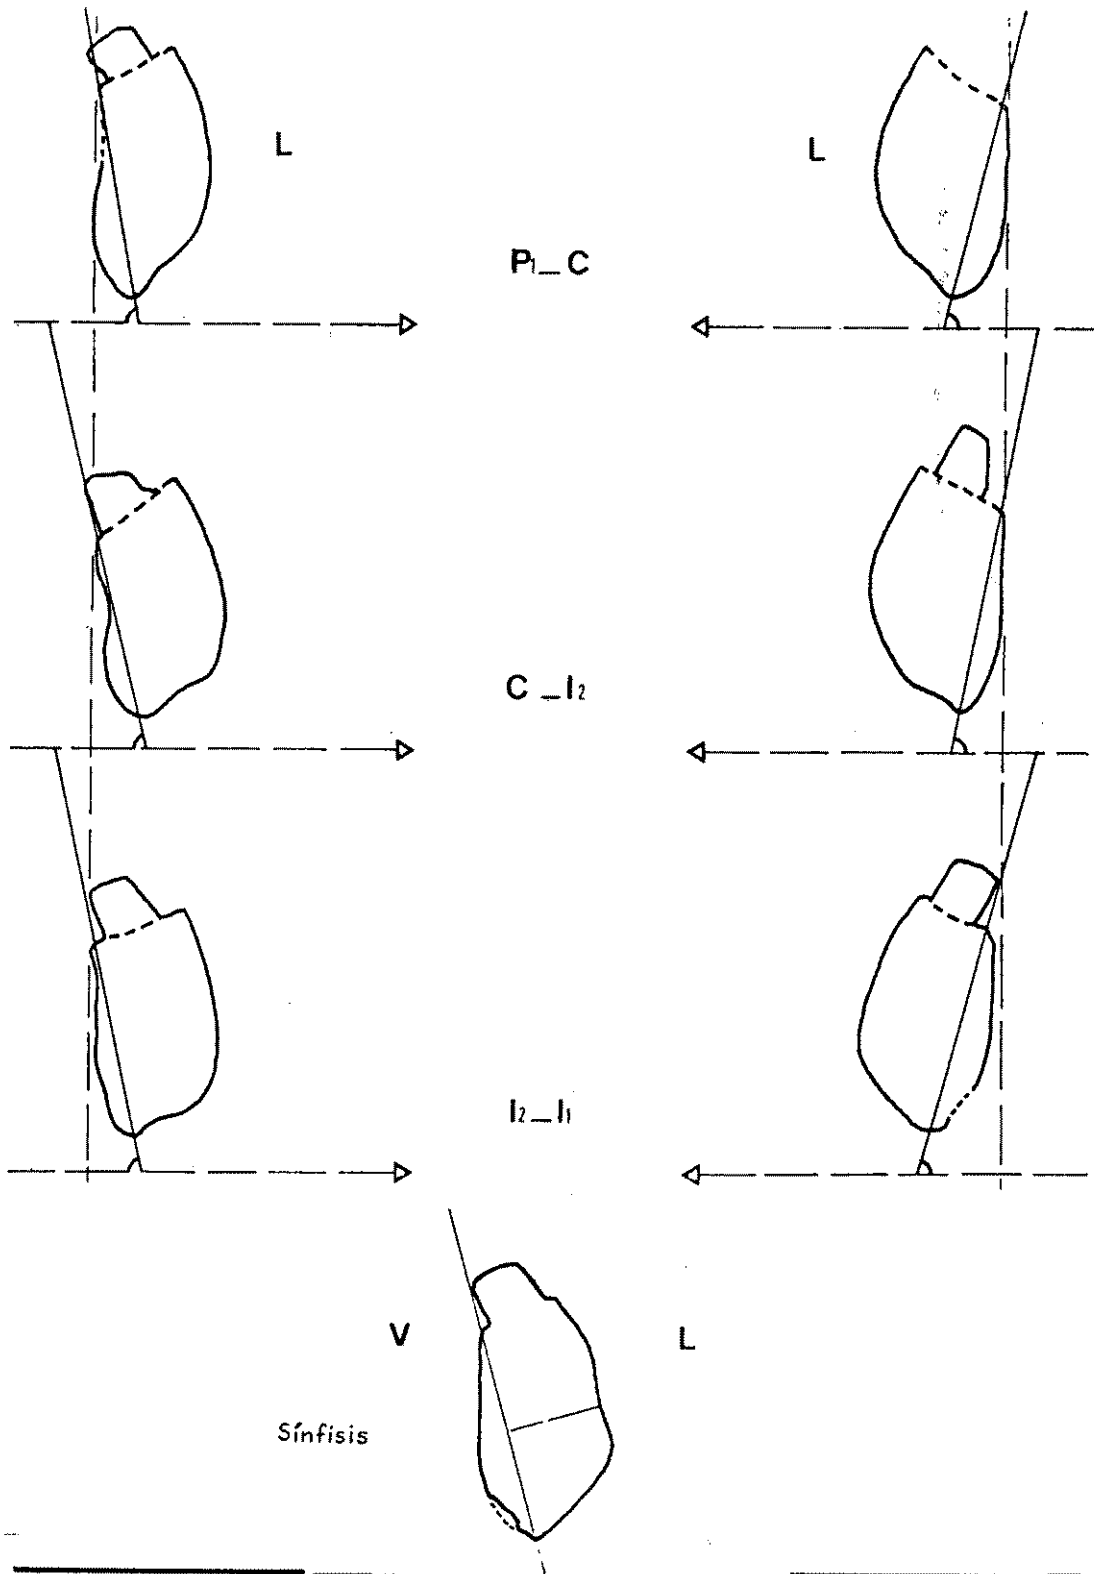 L L
P₁_C
C_I₂
I₂_I₁
V L
Sínfisis